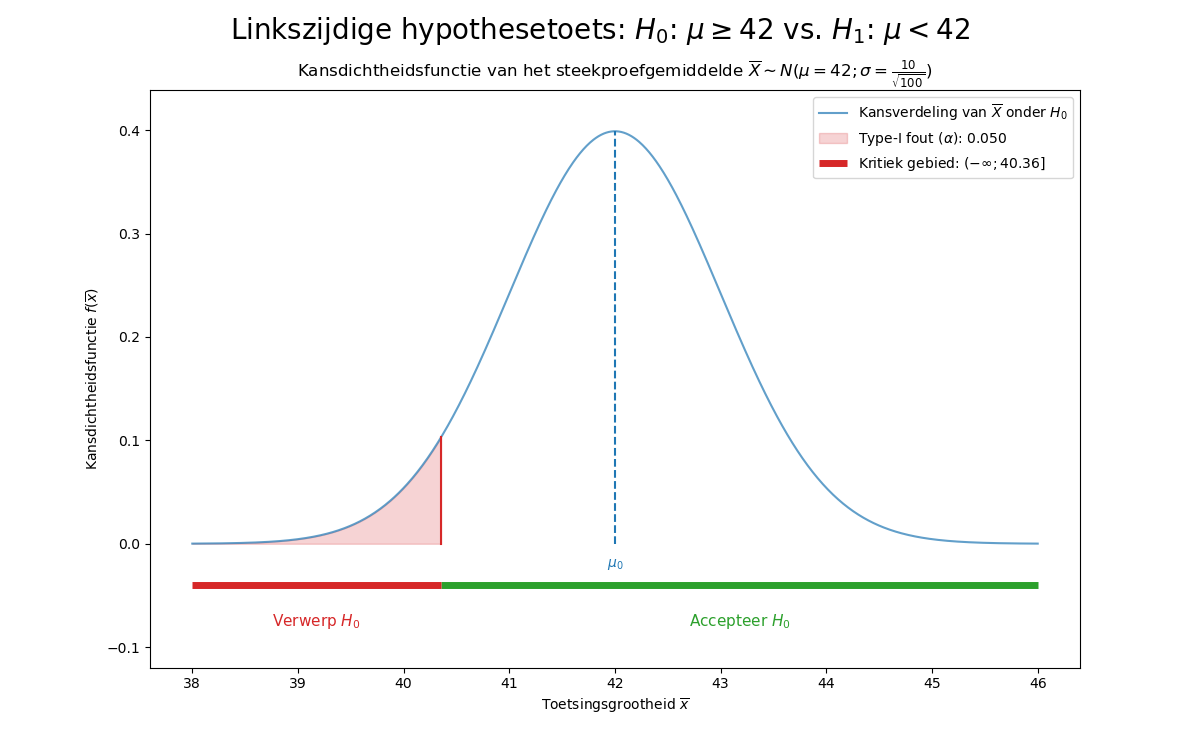 Linkszijdige hypothesetoets: H₀: μ ≥ 42 vs. H₁: μ < 42
Kansdichtheidsfunctie van het steekproefgemiddelde X̅ ~ N(μ = 42; σ = 10/√100)
Kansverdeling van X̅ onder H₀
Type-I fout (α): 0.050
Kritiek gebied: (−∞; 40.36]
Kansdichtheidsfunctie f(x̅)
0.4
0.3
0.2
0.1
0.0
−0.1
μ₀
Verwerp H₀
Accepteer H₀
38 39 40 41 42 43 44 45 46
Toetsingsgrootheid x̅